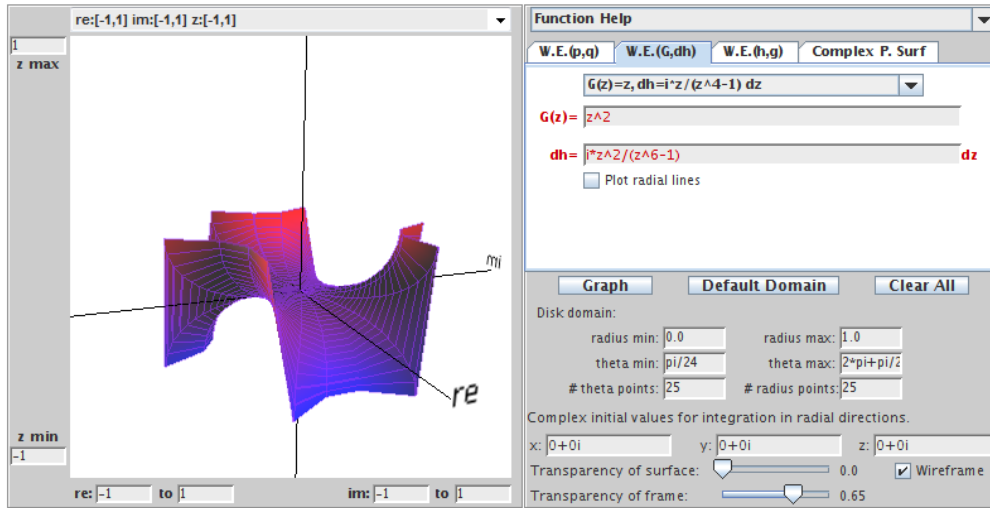 re:[-1,1] im:[-1,1] z:[-1,1]
1
z max
mi
re
z min
-1
re: -1 to 1 im: -1 to 1
Function Help
W.E.(p,q) W.E.(G,dh) W.E.(h,g) Complex P. Surf
G(z)=z, dh=i*z/(z^4-1) dz
G(z)= z^2
dh= i*z^2/(z^6-1) dz
Plot radial lines
Graph Default Domain Clear All
Disk domain:
radius min: 0.0 radius max: 1.0
theta min: pi/24 theta max: 2*pi+pi/2
# theta points: 25 # radius points: 25
Complex initial values for integration in radial directions.
x: 0+0i y: 0+0i z: 0+0i
Transparency of surface: 0.0 Wireframe
Transparency of frame: 0.65